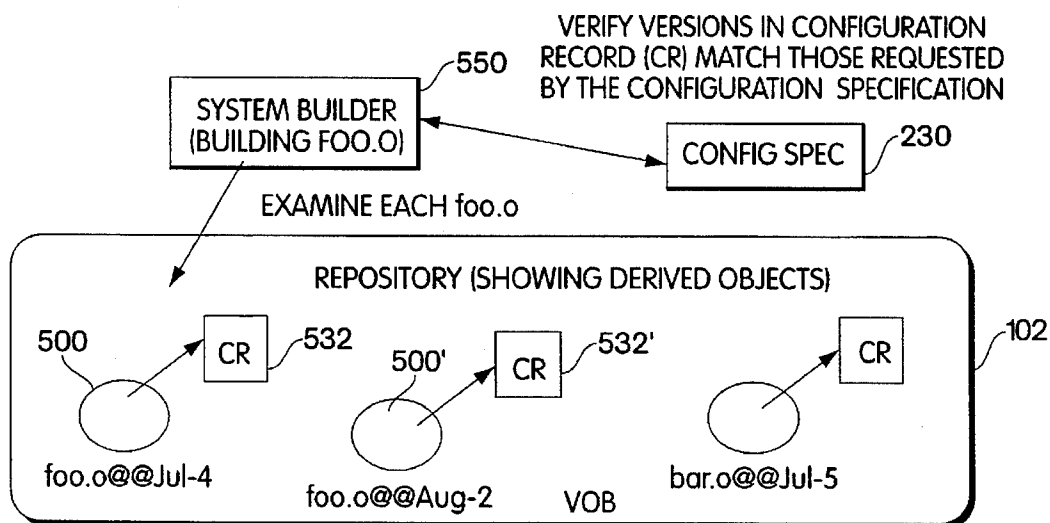 VERIFY VERSIONS IN CONFIGURATION
RECORD (CR) MATCH THOSE REQUESTED
BY THE CONFIGURATION SPECIFICATION
550
SYSTEM BUILDER
(BUILDING FOO.O)
230
CONFIG SPEC
EXAMINE EACH foo.o
REPOSITORY (SHOWING DERIVED OBJECTS)
102
500
CR
532
500'
CR
532'
CR
foo.o@@Jul-4
foo.o@@Aug-2
VOB
bar.o@@Jul-5